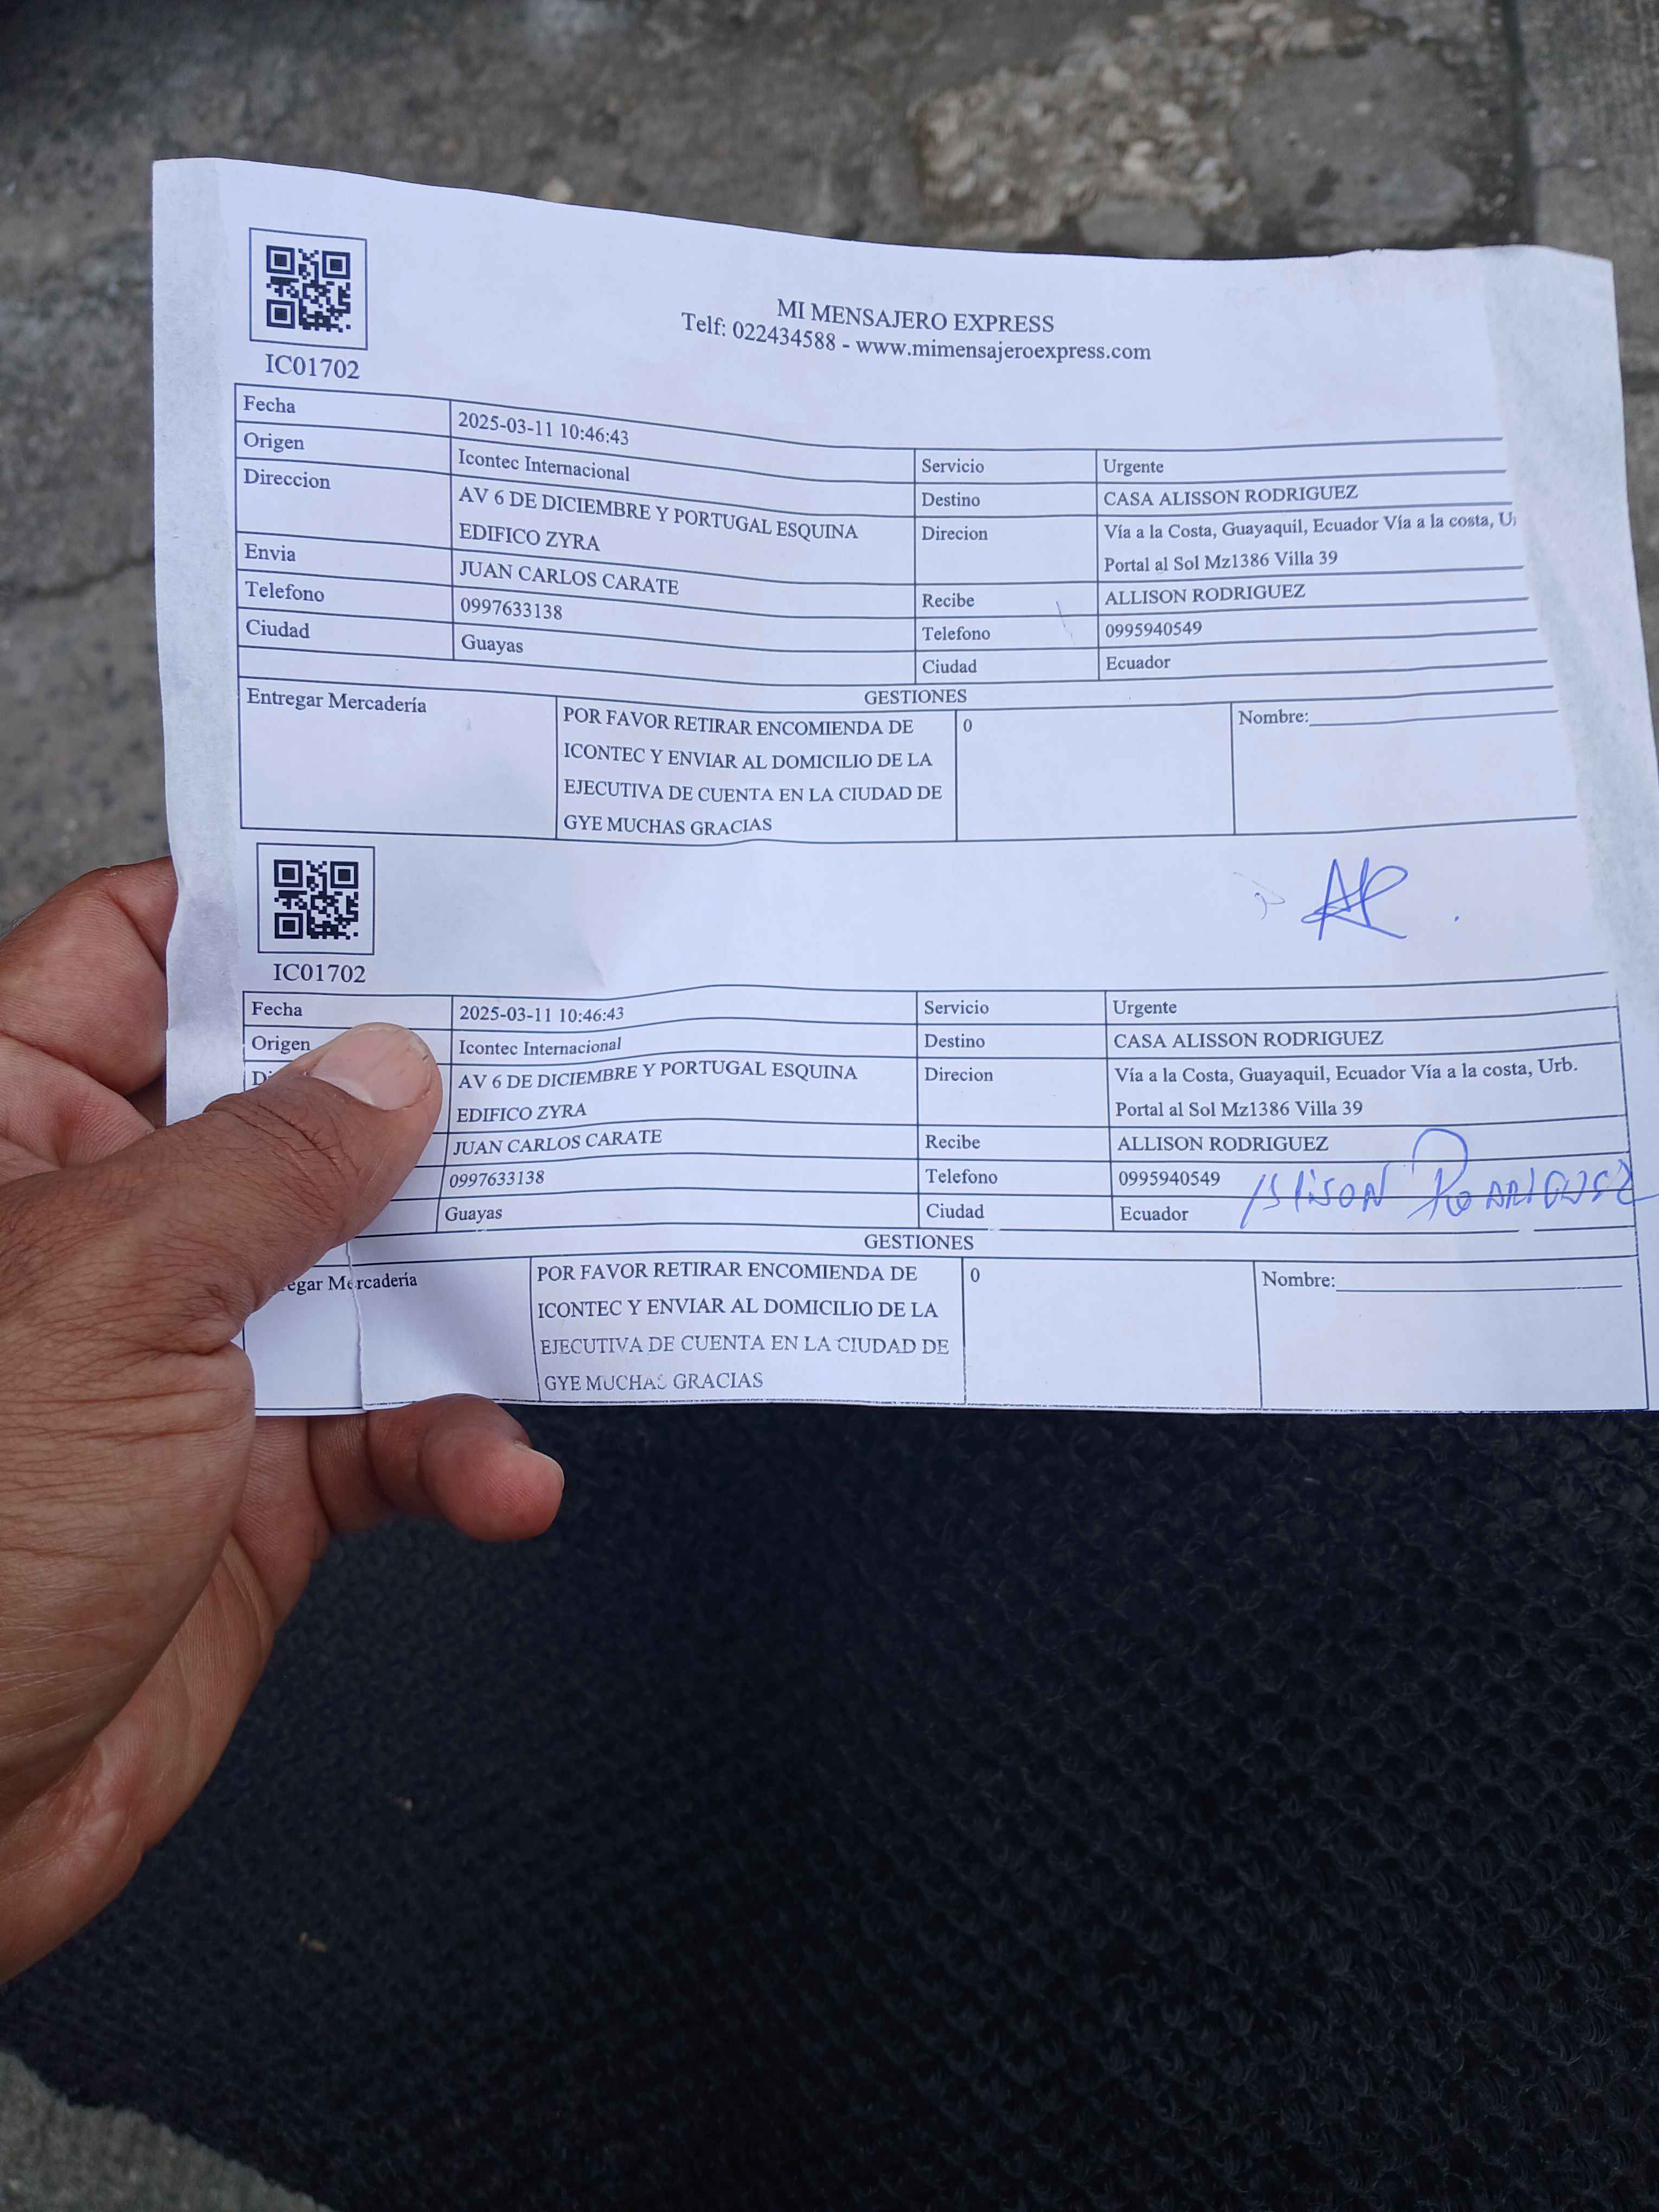 MI MENSAJERO EXPRESS
Telf: 022434588 - www.mimensajeroexpress.com
IC01702
Fecha 2025-03-11 10:46:43 Servicio Urgente
Origen Icontec Internacional Destino CASA ALISSON RODRIGUEZ
Direccion AV 6 DE DICIEMBRE Y PORTUGAL ESQUINA Direcion Vía a la Costa, Guayaquil, Ecuador Vía a la costa,
EDIFICO ZYRA Portal al Sol Mz1386 Villa 39
Envia JUAN CARLOS CARATE Recibe ALLISON RODRIGUEZ
Telefono 0997633138 Telefono 0995940549
Ciudad Guayas Ciudad Ecuador
GESTIONES
Entregar Mercadería POR FAVOR RETIRAR ENCOMIENDA DE 0 Nombre:
ICONTEC Y ENVIAR AL DOMICILIO DE LA
EJECUTIVA DE CUENTA EN LA CIUDAD DE
GYE MUCHAS GRACIAS
IC01702
Fecha 2025-03-11 10:46:43 Servicio Urgente
Origen Icontec Internacional Destino CASA ALISSON RODRIGUEZ
AV 6 DE DICIEMBRE Y PORTUGAL ESQUINA Direcion Vía a la Costa, Guayaquil, Ecuador Vía a la costa, Urb.
EDIFICO ZYRA Portal al Sol Mz1386 Villa 39
JUAN CARLOS CARATE Recibe ALLISON RODRIGUEZ
0997633138 Telefono 0995940549
Guayas Ciudad Ecuador
GESTIONES
Mercadería POR FAVOR RETIRAR ENCOMIENDA DE 0 Nombre:
ICONTEC Y ENVIAR AL DOMICILIO DE LA
EJECUTIVA DE CUENTA EN LA CIUDAD DE
GYE MUCHAS GRACIAS